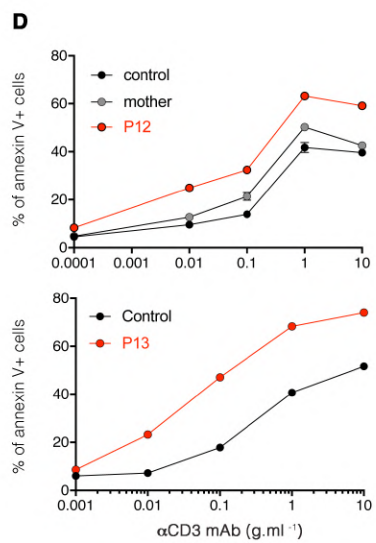 D
% of annexin V+ cells
80
60
40
20
0
control
mother
P12
0.0001 0.001 0.01 0.1 1 10
% of annexin V+ cells
80
60
40
20
0
Control
P13
0.001 0.01 0.1 1 10
αCD3 mAb (g.ml ⁻¹)